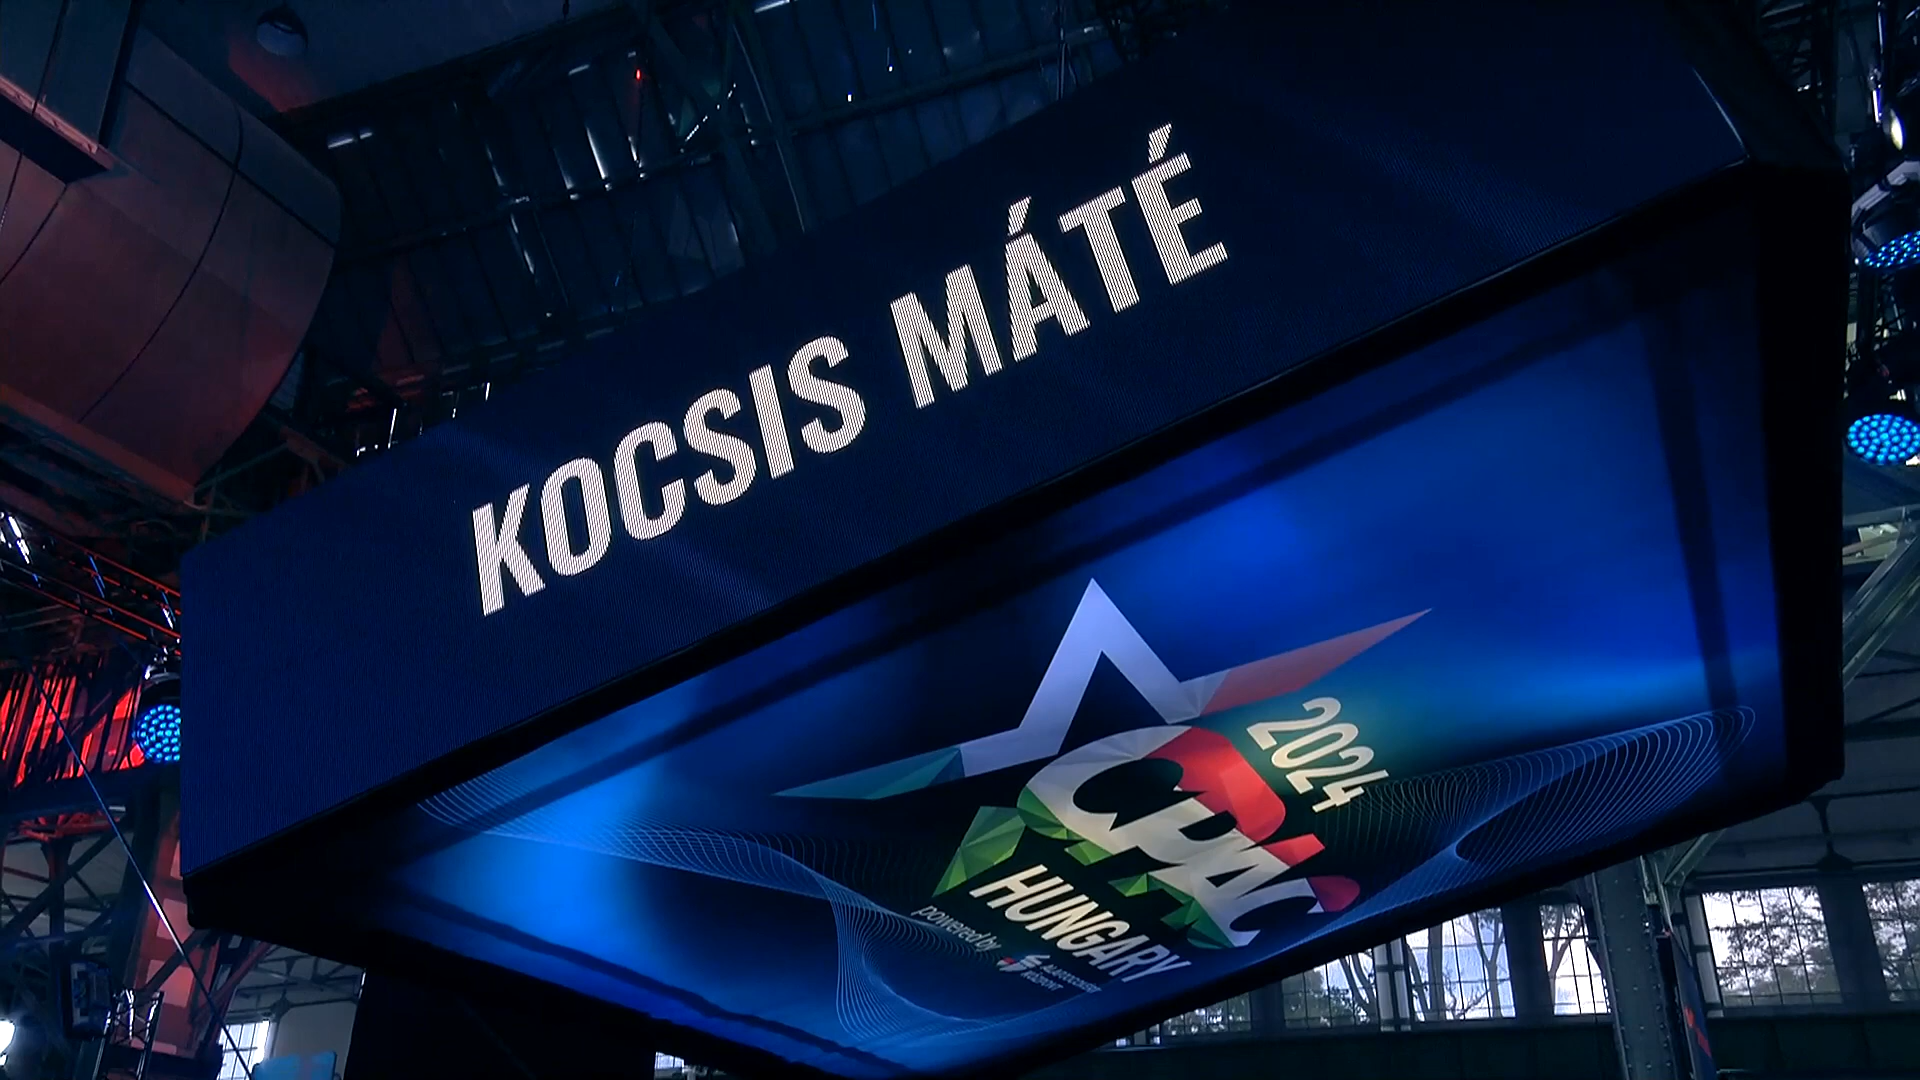 KOCSIS MÁTÉ
2024
CPAC
HUNGARY
powered by